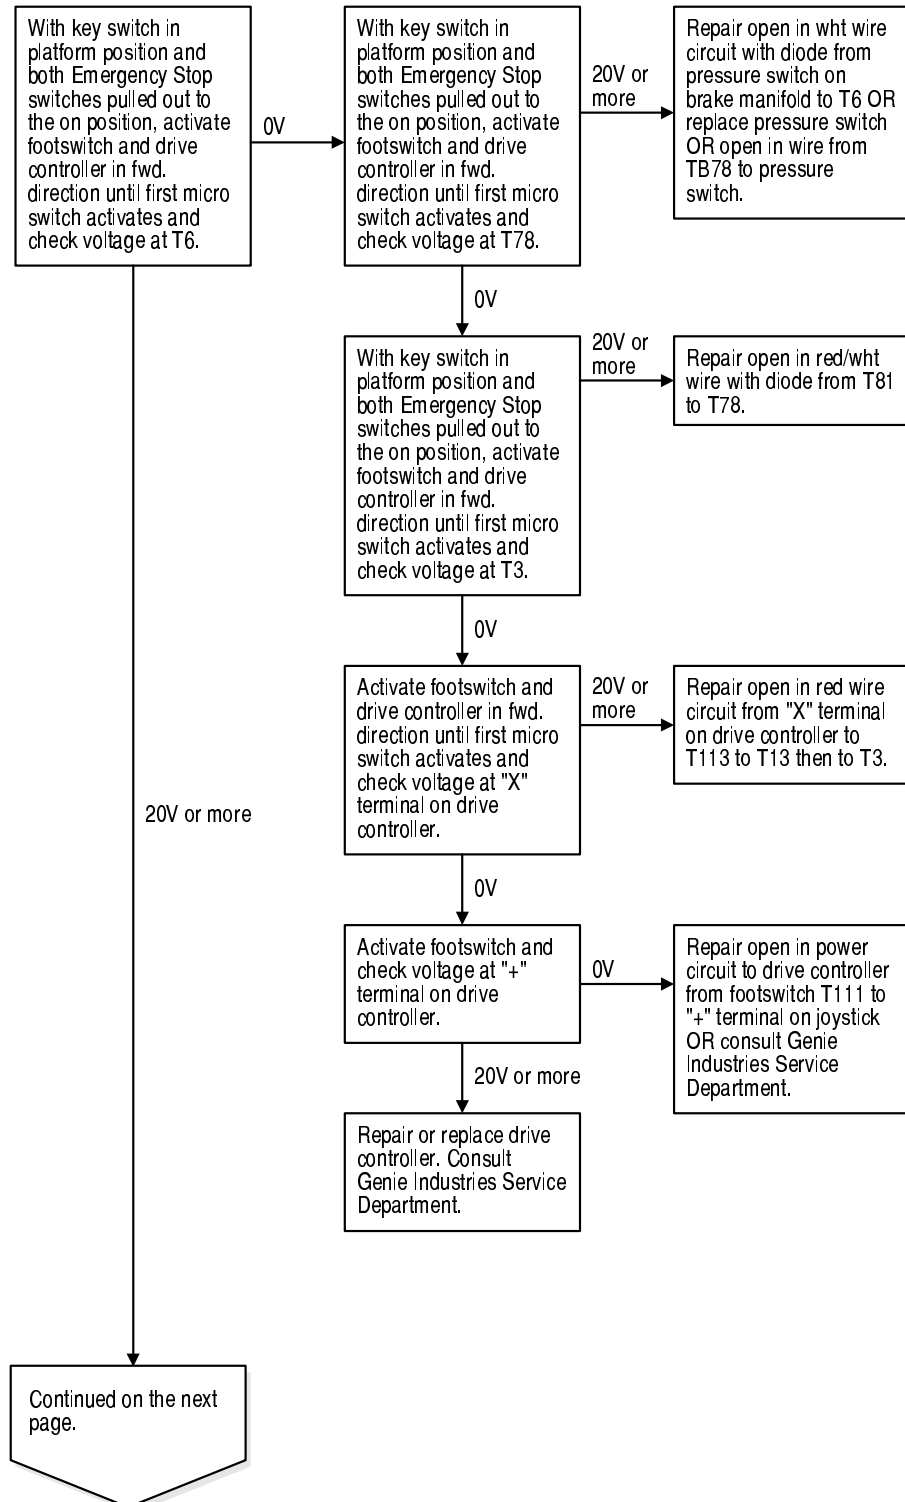 With key switch in
platform position and
both Emergency Stop
switches pulled out to
the on position, activate
footswitch and drive
controller in fwd.
direction until first micro
switch activates and
check voltage at T6.
0V
With key switch in
platform position and
both Emergency Stop
switches pulled out to
the on position, activate
footswitch and drive
controller in fwd.
direction until first micro
switch activates and
check voltage at T78.
20V or
more
Repair open in wht wire
circuit with diode from
pressure switch on
brake manifold to T6 OR
replace pressure switch
OR open in wire from
TB78 to pressure
switch.
0V
With key switch in
platform position and
both Emergency Stop
switches pulled out to
the on position, activate
footswitch and drive
controller in fwd.
direction until first micro
switch activates and
check voltage at T3.
20V or
more
Repair open in red/wht
wire with diode from T81
to T78.
0V
Activate footswitch and
drive controller in fwd.
direction until first micro
switch activates and
check voltage at "X"
terminal on drive
controller.
20V or
more
Repair open in red wire
circuit from "X" terminal
on drive controller to
T113 to T13 then to T3.
20V or more
0V
Activate footswitch and
check voltage at "+"
terminal on drive
controller.
0V
Repair open in power
circuit to drive controller
from footswitch T111 to
"+" terminal on joystick
OR consult Genie
Industries Service
Department.
20V or more
Repair or replace drive
controller. Consult
Genie Industries Service
Department.
Continued on the next
page.